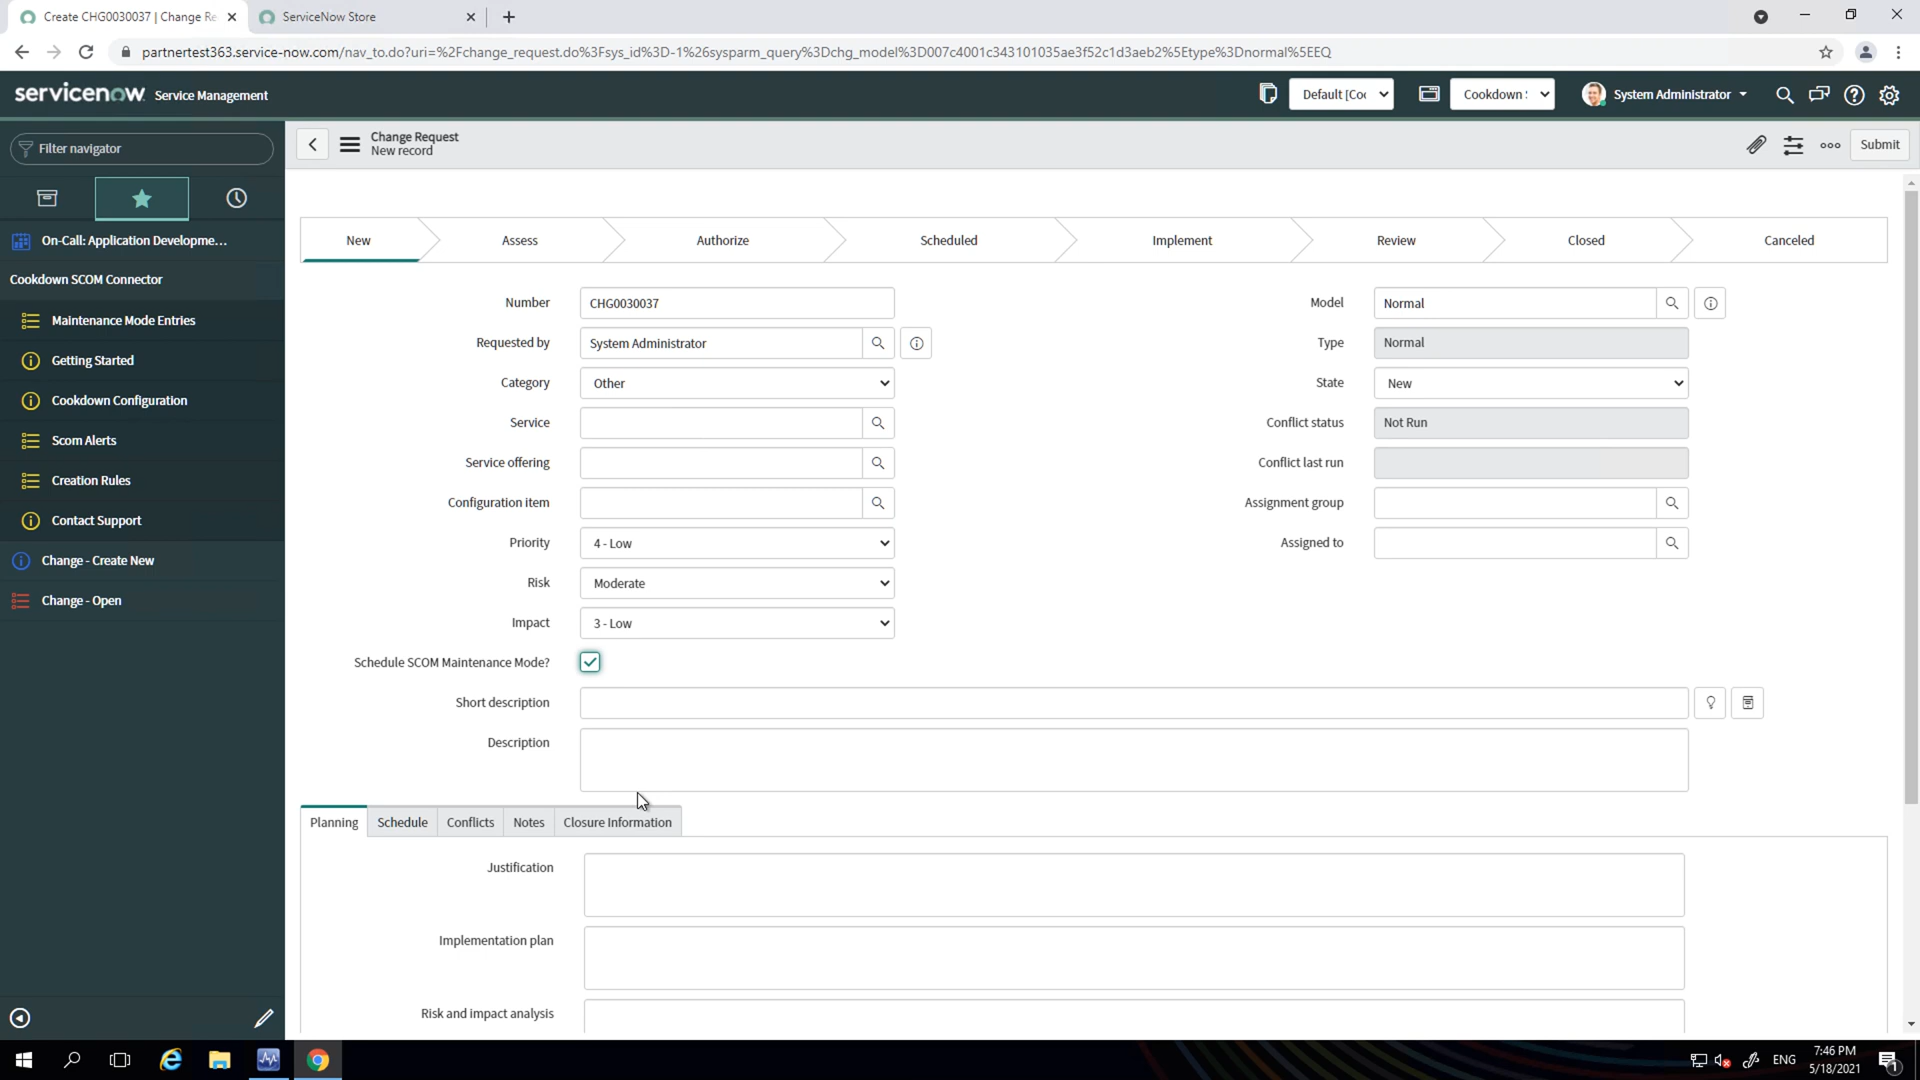 Create CHG0030037 | Change Re
ServiceNow Store
partnertest363.service-now.com/nav_to.do?uri=%2Fchange_request.do%3Fsys_id%3D-1%26sysparm_query%3Dchg_model%3D007c4001c343101035ae3f52c1d3aeb2%5Etype%3Dnormal%5EEQ
servicenow Service Management
Default [Coo
Cookdown S
System Administrator
Filter navigator
Change Request
New record
Submit
On-Call: Application Developme...
Cookdown SCOM Connector
Maintenance Mode Entries
Getting Started
Cookdown Configuration
Scom Alerts
Creation Rules
Contact Support
Change - Create New
Change - Open
New
Assess
Authorize
Scheduled
Implement
Review
Closed
Canceled
Number CHG0030037
Model Normal
Requested by System Administrator
Type Normal
Category Other
State New
Service
Conflict status Not Run
Service offering
Conflict last run
Configuration item
Assignment group
Priority 4 - Low
Assigned to
Risk Moderate
Impact 3 - Low
Schedule SCOM Maintenance Mode?
Short description
Description
Planning
Schedule
Conflicts
Notes
Closure Information
Justification
Implementation plan
Risk and impact analysis
ENG
7:46 PM
5/18/2021
1